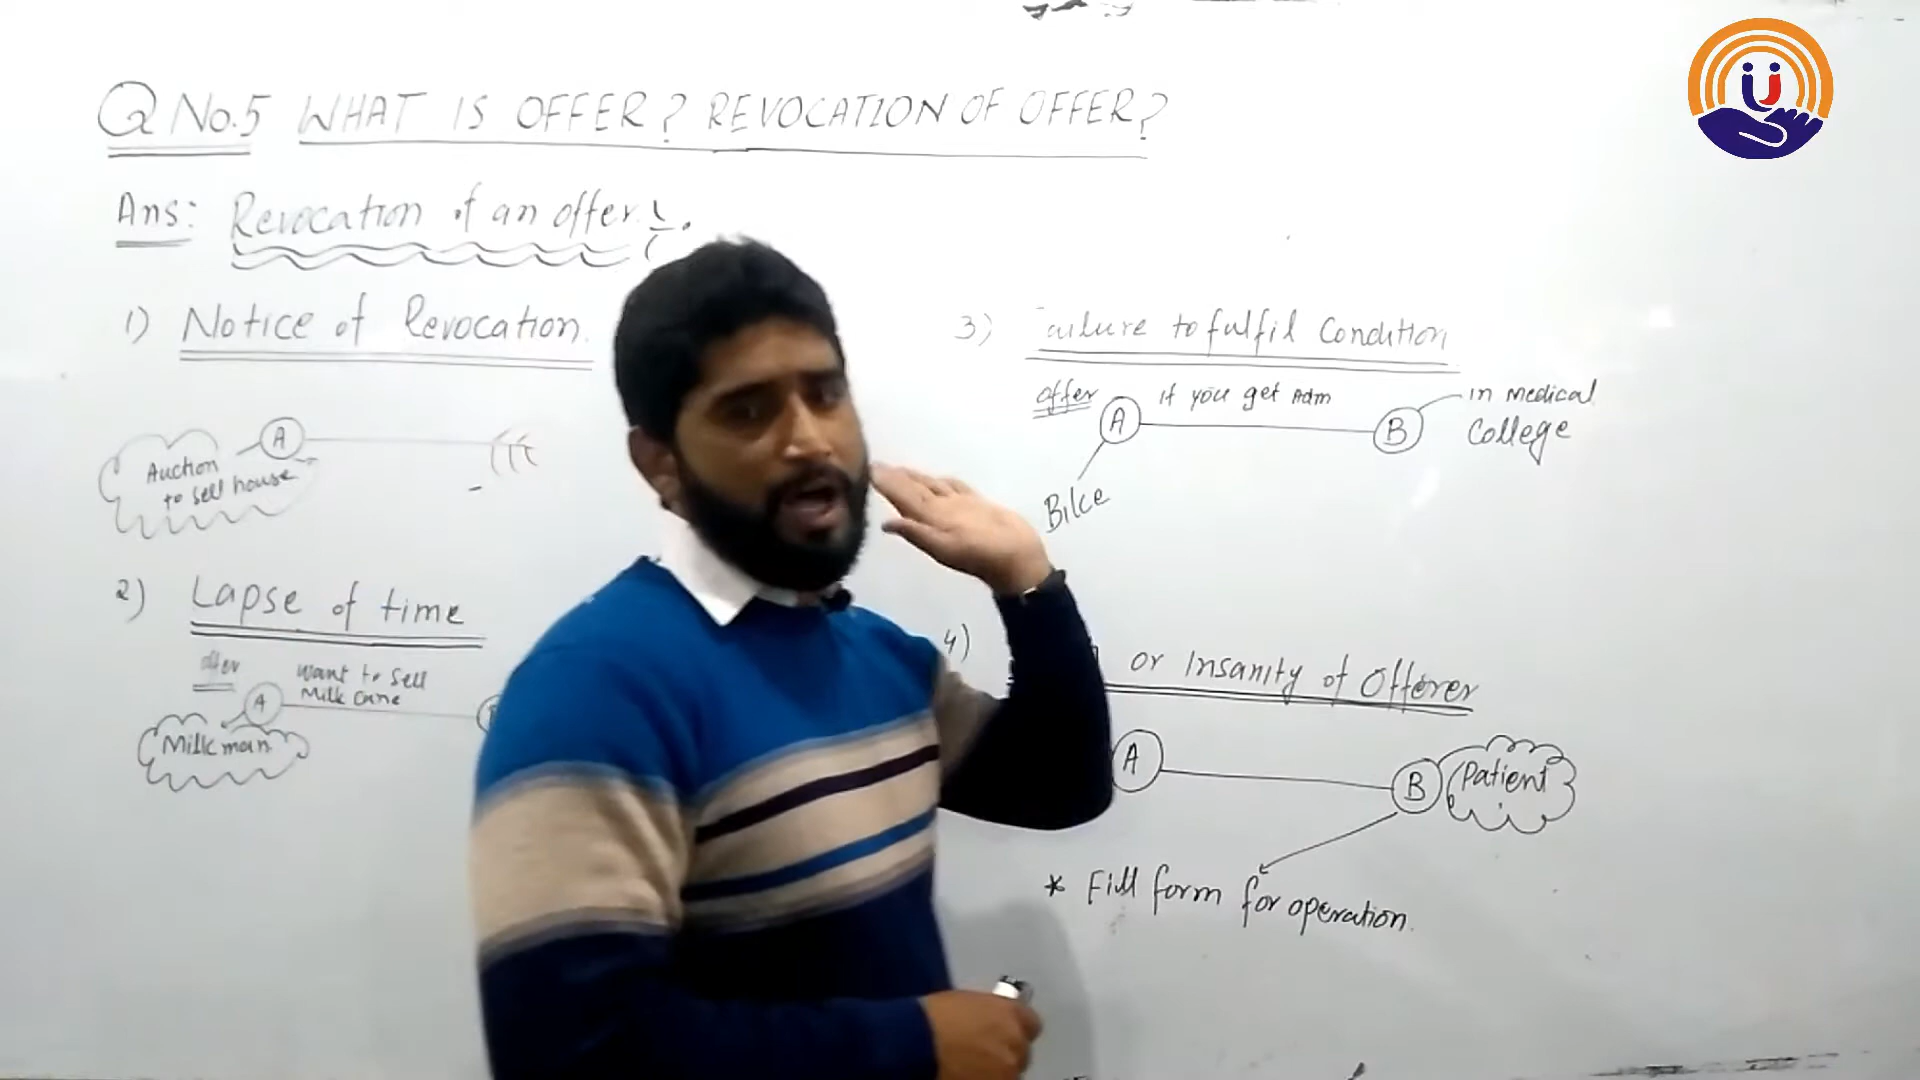 Q No.5 WHAT IS OFFER? REVOCATION OF OFFER?
Ans: Revocation of an offer
1) Notice of Revocation.
A
Auction
to sell house
2) Lapse of time
offer
want to sell
Milk
A
Milk man
3) Failure to fulfil Condition
offer A if you get Adm B in Medical
College
Bike
4) or Insanity of Offerer
A B Patient
* Fill form for operation.